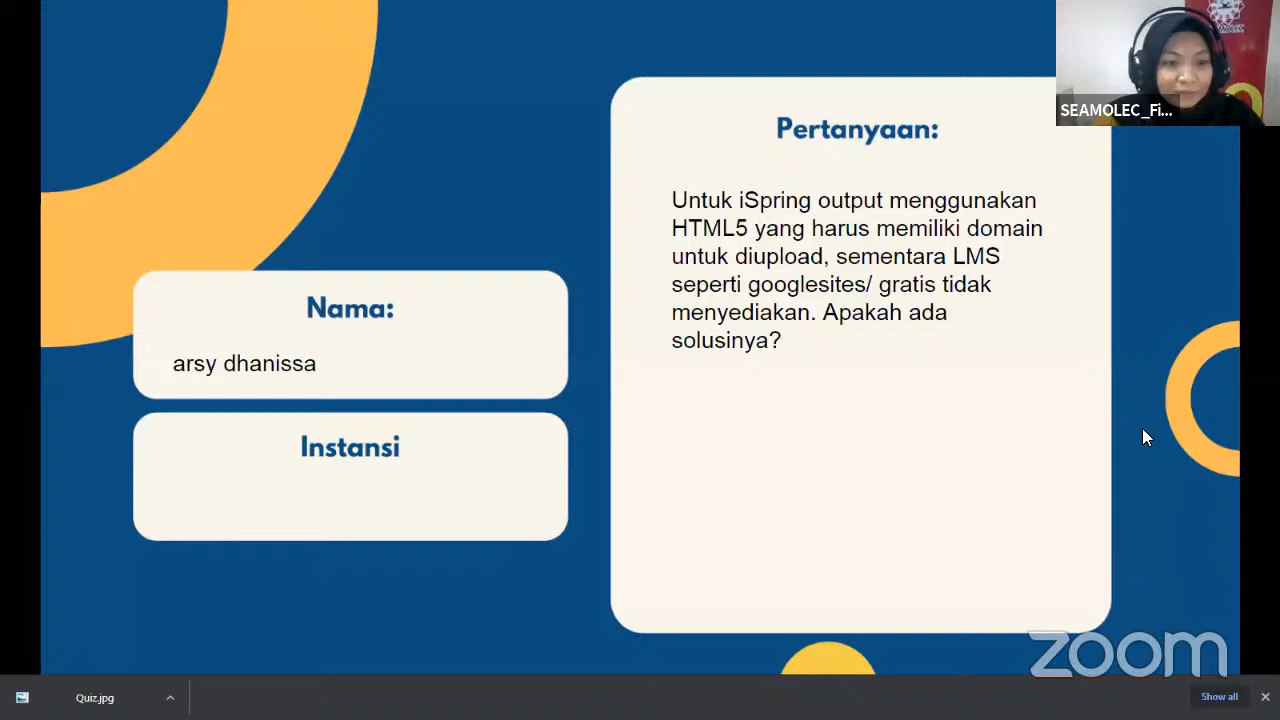 MOLEC
SEAMOLEC_Fi...
Pertanyaan:
Untuk iSpring output menggunakan
HTML5 yang harus memiliki domain
untuk diupload, sementara LMS
seperti googlesites/ gratis tidak
menyediakan. Apakah ada
solusinya?
Nama:
arsy dhanissa
Instansi
zoom
Quiz.jpg
Show all